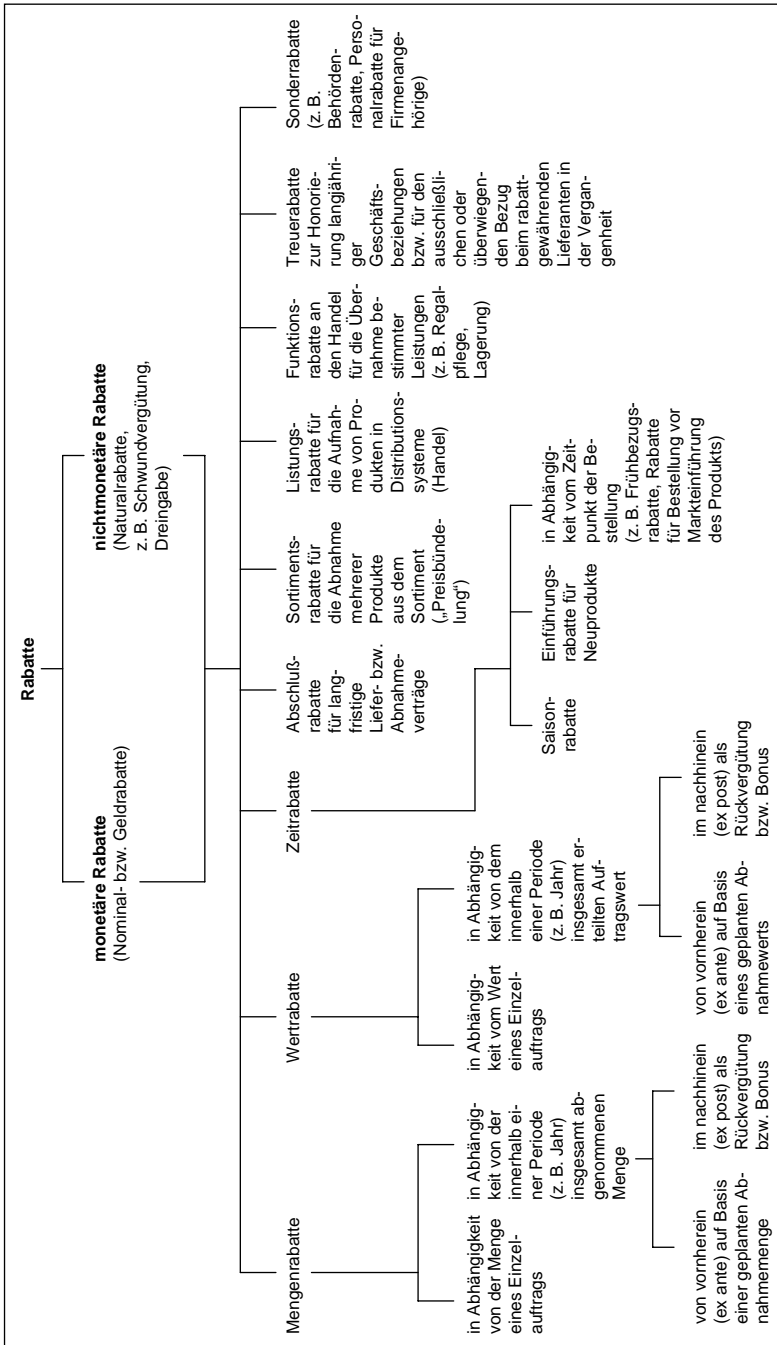 Rabatte
monetäre Rabatte
(Nominal- bzw. Geldrabatte)
nichtmonetäre Rabatte
(Naturalrabatte,
z. B. Schwundvergütung,
Dreingabe)
Mengenrabatte
Wertrabatte
Zeitrabatte
Abschluß-
rabatte
für lang-
fristige
Liefer- bzw.
Abnahme-
verträge
Sortiments-
rabatte für
die Abnahme
mehrerer
Produkte
aus dem
Sortiment
(„Preisbünde-
lung“)
Listungs-
rabatte für
die Aufnah-
me von Pro-
dukten in
Distributions-
systeme
(Handel)
Funktions-
rabatte an
den Handel
für die Über-
nahme be-
stimmter
Leistungen
(z. B. Regal-
pflege,
Lagerung)
Treuerabatte
zur Honorie-
rung langjähri-
ger
Geschäfts-
beziehungen
bzw. für den
ausschließli-
chen oder
überwiegen-
den Bezug
beim rabatt-
gewährenden
Lieferanten in
der Vergan-
genheit
Sonderrabatte
(z. B.
Behörden-
rabatte, Perso-
nalrabatte für
Firmenange-
hörige)
in Abhängigkeit
von der Menge
eines Einzel-
auftrags
in Abhängig-
keit von der
innerhalb ei-
ner Periode
(z. B. Jahr)
insgesamt ab-
genommenen
Menge
in Abhängig-
keit vom Wert
eines Einzel-
auftrags
in Abhängig-
keit von dem
innerhalb
einer Periode
(z. B. Jahr)
insgesamt er-
teilten Auf-
tragswert
Saison-
rabatte
Einführungs-
rabatte für
Neuprodukte
in Abhängig-
keit vom Zeit-
punkt der Be-
stellung
(z. B. Frühbezugs-
rabatte, Rabatte
für Bestellung vor
Markteinführung
des Produkts)
von vornherein
(ex ante) auf Basis
einer geplanten Ab-
nahmemenge
im nachhinein
(ex post) als
Rückvergütung
bzw. Bonus
von vornherein
(ex ante) auf Basis
eines geplanten Ab-
nahmewerts
im nachhinein
(ex post) als
Rückvergütung
bzw. Bonus